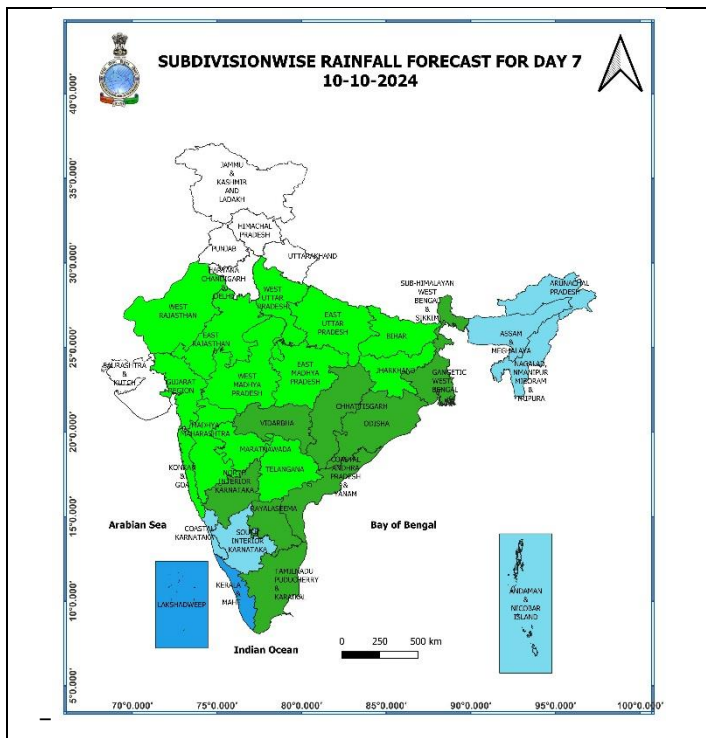 SUBDIVISIONWISE RAINFALL FORECAST FOR DAY 7
10-10-2024
40°0.000'
35°0.000'
30°0.000'
25°0.000'
20°0.000'
15°0.000'
10°0.000'
5°0.000'
JAMMU
&
KASHMIR
AND
LADAKH
HIMACHAL
PRADESH
PUNJAB
UTTARAKHAND
CHANDIGARH
&
DELHI
WEST
UTTAR
PRADESH
SUB-HIMALAYAN
WEST
BENGAL
&
SIKKIM
ARUNACHAL
PRADESH
WEST
RAJASTHAN
EAST
RAJASTHAN
EAST
UTTAR
PRADESH
BIHAR
ASSAM
&
MEGHALAYA
NAGALAND
MANIPUR
MIZORAM
&
TRIPURA
SAURASHTRA
&
KUTCH
GUJARAT
REGION
WEST
MADHYA
PRADESH
EAST
MADHYA
PRADESH
JHARKHAND
GANGETIC
WEST
BENGAL
CHHATTISGARH
ODISHA
VIDARBHA
MADHYA
MAHARASHTRA
MARATHAWADA
TELANGANA
KONKAN
&
GOA
NORTH
INTERIOR
KARNATAKA
COASTAL
ANDHRA
PRADESH
&
YANAM
RAYALASEEMA
Arabian Sea
Bay of Bengal
COASTAL
KARNATAKA
SOUTH
INTERIOR
KARNATAKA
TAMILNADU
PUDUCHERRY
&
KARAIKAL
KERALA
&
MAHE
LAKSHADWEEP
ANDAMAN
&
NICOBAR
ISLAND
Indian Ocean
0 250 500 km
70°0.000' 75°0.000' 80°0.000' 85°0.000' 90°0.000' 95°0.000' 100°0.000'